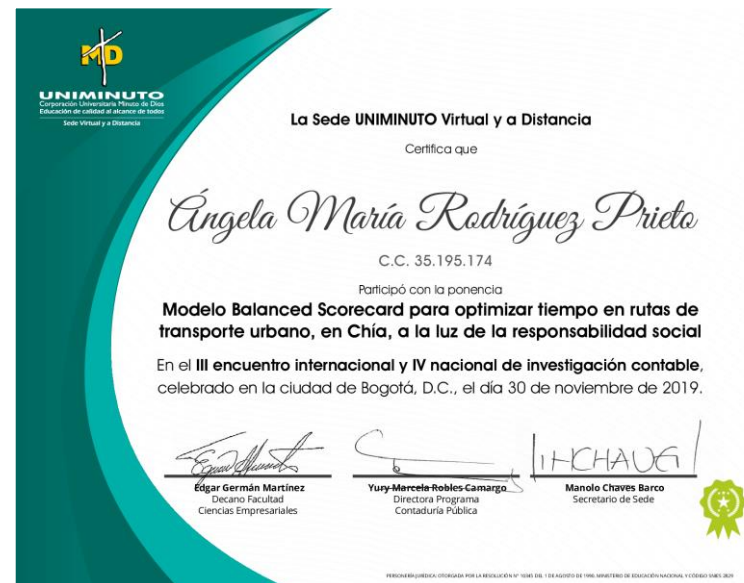 MD
UNIMINUTO
Corporación Universitaria Minuto de Dios
Educación de calidad al alcance de todos
Sede Virtual y a Distancia
La Sede UNIMINUTO Virtual y a Distancia
Certifica que
Ángela María Rodríguez Prieto
C.C. 35.195.174
Participó con la ponencia
Modelo Balanced Scorecard para optimizar tiempo en rutas de
transporte urbano, en Chía, a la luz de la responsabilidad social
En el III encuentro internacional y IV nacional de investigación contable,
celebrado en la ciudad de Bogotá, D.C., el día 30 de noviembre de 2019.
Edgar Germán Martínez
Decano Facultad
Ciencias Empresariales
Yury Marcela Robles Camargo
Directora Programa
Contaduría Pública
Manolo Chaves Barco
Secretario de Sede